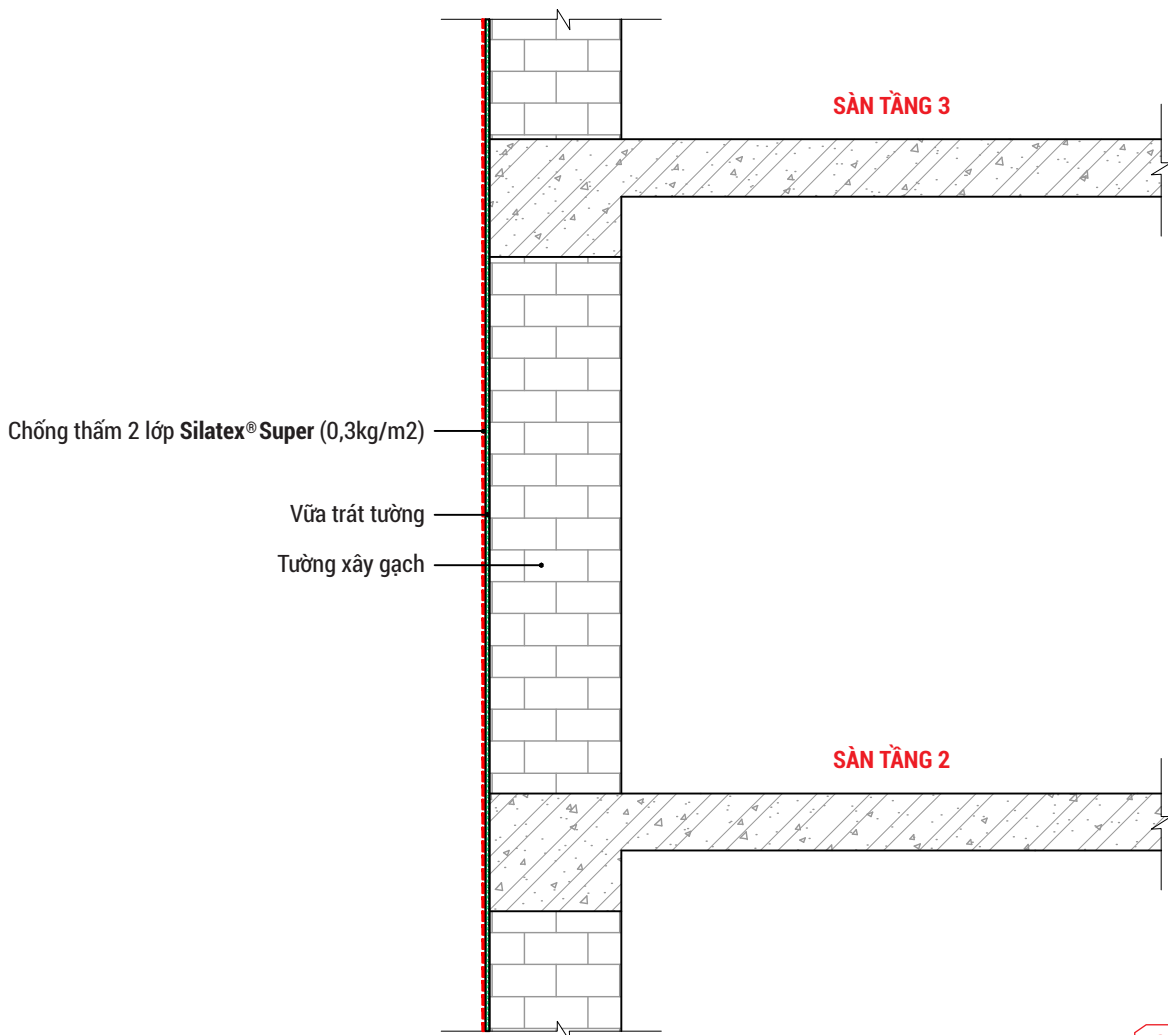 SÀN TẦNG 3
Chống thấm 2 lớp Silatex® Super (0,3kg/m2)
Vữa trát tường
Tường xây gạch
SÀN TẦNG 2